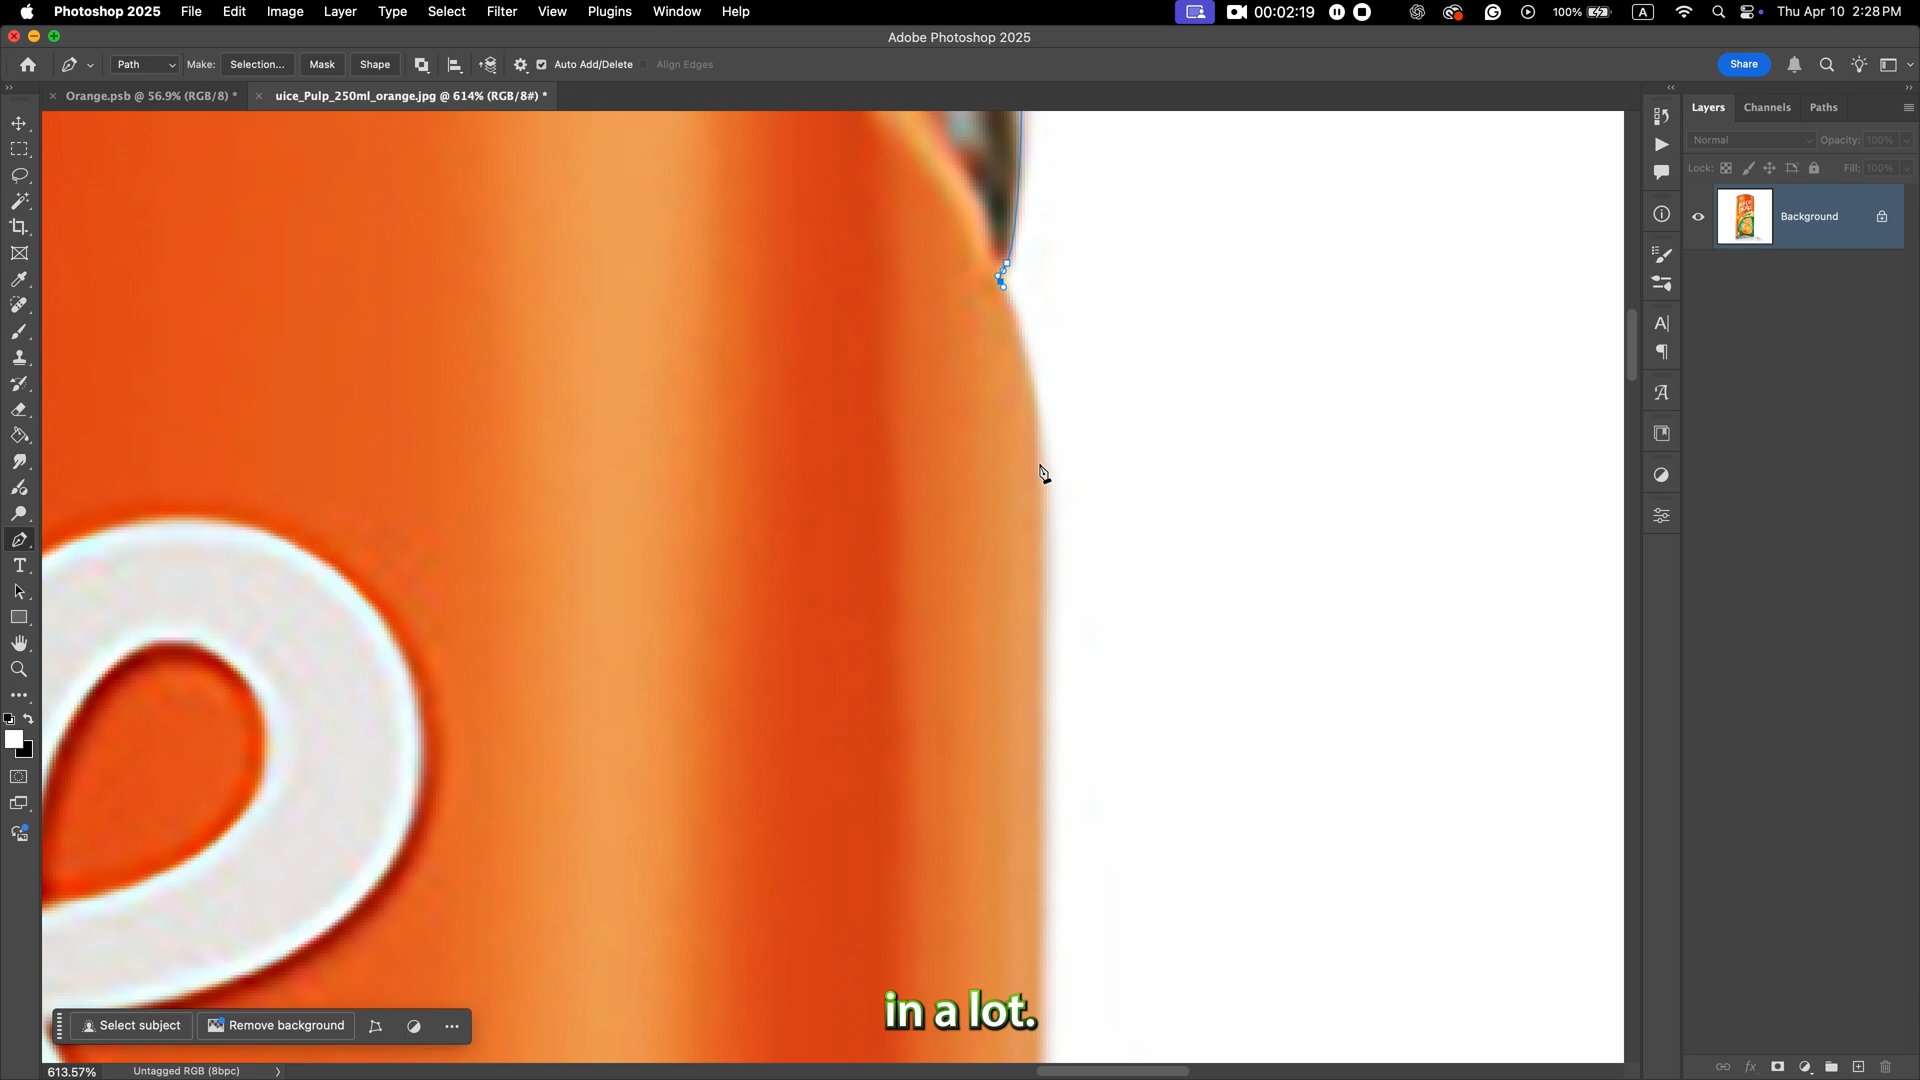 Photoshop 2025 File Edit Image Layer Type Select Filter View Plugins Window Help 00:02:19 100% A Thu Apr 10 2:28 PM
Adobe Photoshop 2025
Path Make: Selection... Mask Shape Auto Add/Delete Align Edges Share
Orange.psb @ 56.9% (RGB/8) * uice_Pulp_250ml_orange.jpg @ 614% (RGB/8#) *
Layers Channels Paths
Normal Opacity: 100%
Lock: Fill: 100%
Background
in a lot.
Select subject Remove background
613.57% Untagged RGB (8bpc)